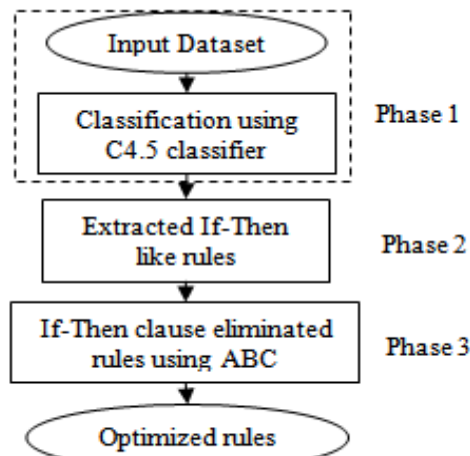 Input Dataset
Classification using
C4.5 classifier
Phase 1
Extracted If-Then
like rules
Phase 2
If-Then clause eliminated
rules using ABC
Phase 3
Optimized rules